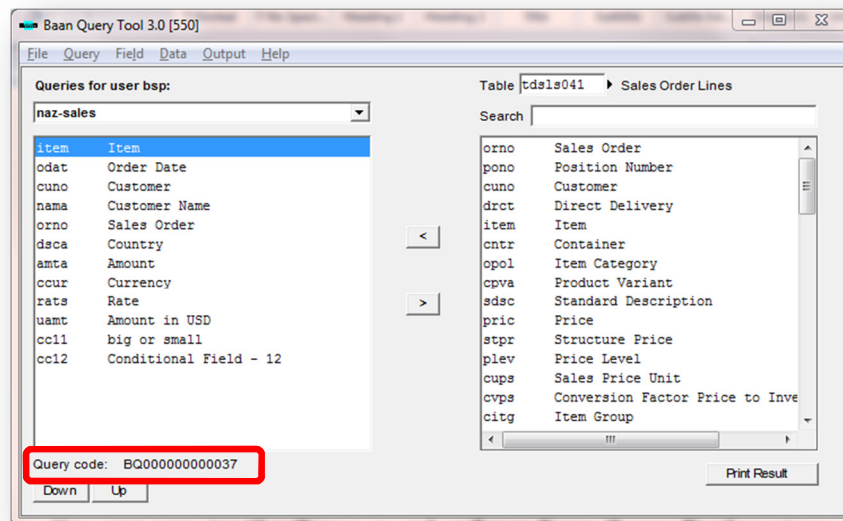 Baan Query Tool 3.0 [550]
File Query Field Data Output Help
Queries for user bsp:
naz-sales
item Item
odat Order Date
cuno Customer
nama Customer Name
orno Sales Order
dsca Country
amta Amount
ccur Currency
rats Rate
uamt Amount in USD
cc11 big or small
cc12 Conditional Field - 12
Query code: BQ000000000037
Down Up
<
>
Table tdsls041 Sales Order Lines
Search
orno Sales Order
pono Position Number
cuno Customer
drct Direct Delivery
item Item
cntr Container
opol Item Category
cpva Product Variant
sdsc Standard Description
pric Price
stpr Structure Price
plev Price Level
cups Sales Price Unit
cvps Conversion Factor Price to Inve
citg Item Group
Print Result